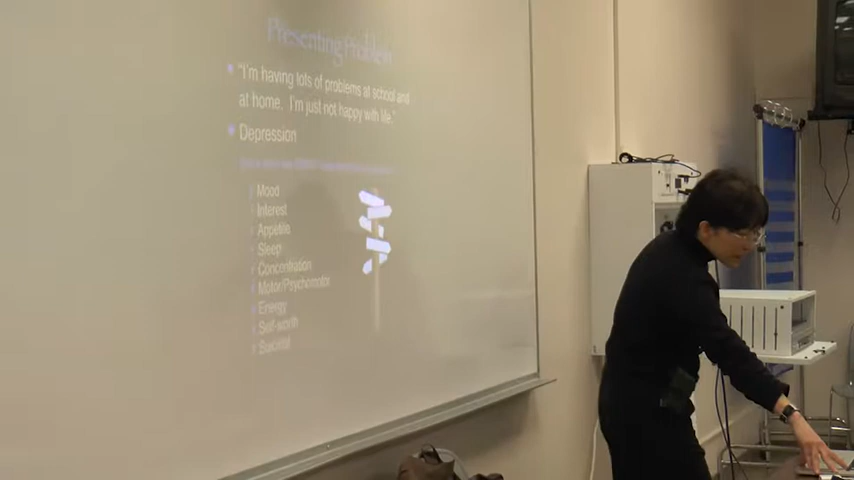 Presenting Problem
"I'm having lots of problems at school and
at home. I'm just not happy with life."
Depression
Mood
Interest
Appetite
Sleep
Concentration
Motor/Psychomotor
Energy
Self-worth
Suicidal